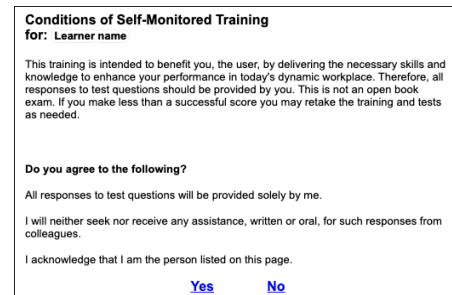 Conditions of Self-Monitored Training
for: Learner name
This training is intended to benefit you, the user, by delivering the necessary skills and
knowledge to enhance your performance in today's dynamic workplace. Therefore, all
responses to test questions should be provided by you. This is not an open book
exam. If you make less than a successful score you may retake the training and tests
as needed.
Do you agree to the following?
All responses to test questions will be provided solely by me.
I will neither seek nor receive any assistance, written or oral, for such responses from
colleagues.
I acknowledge that I am the person listed on this page.
Yes No